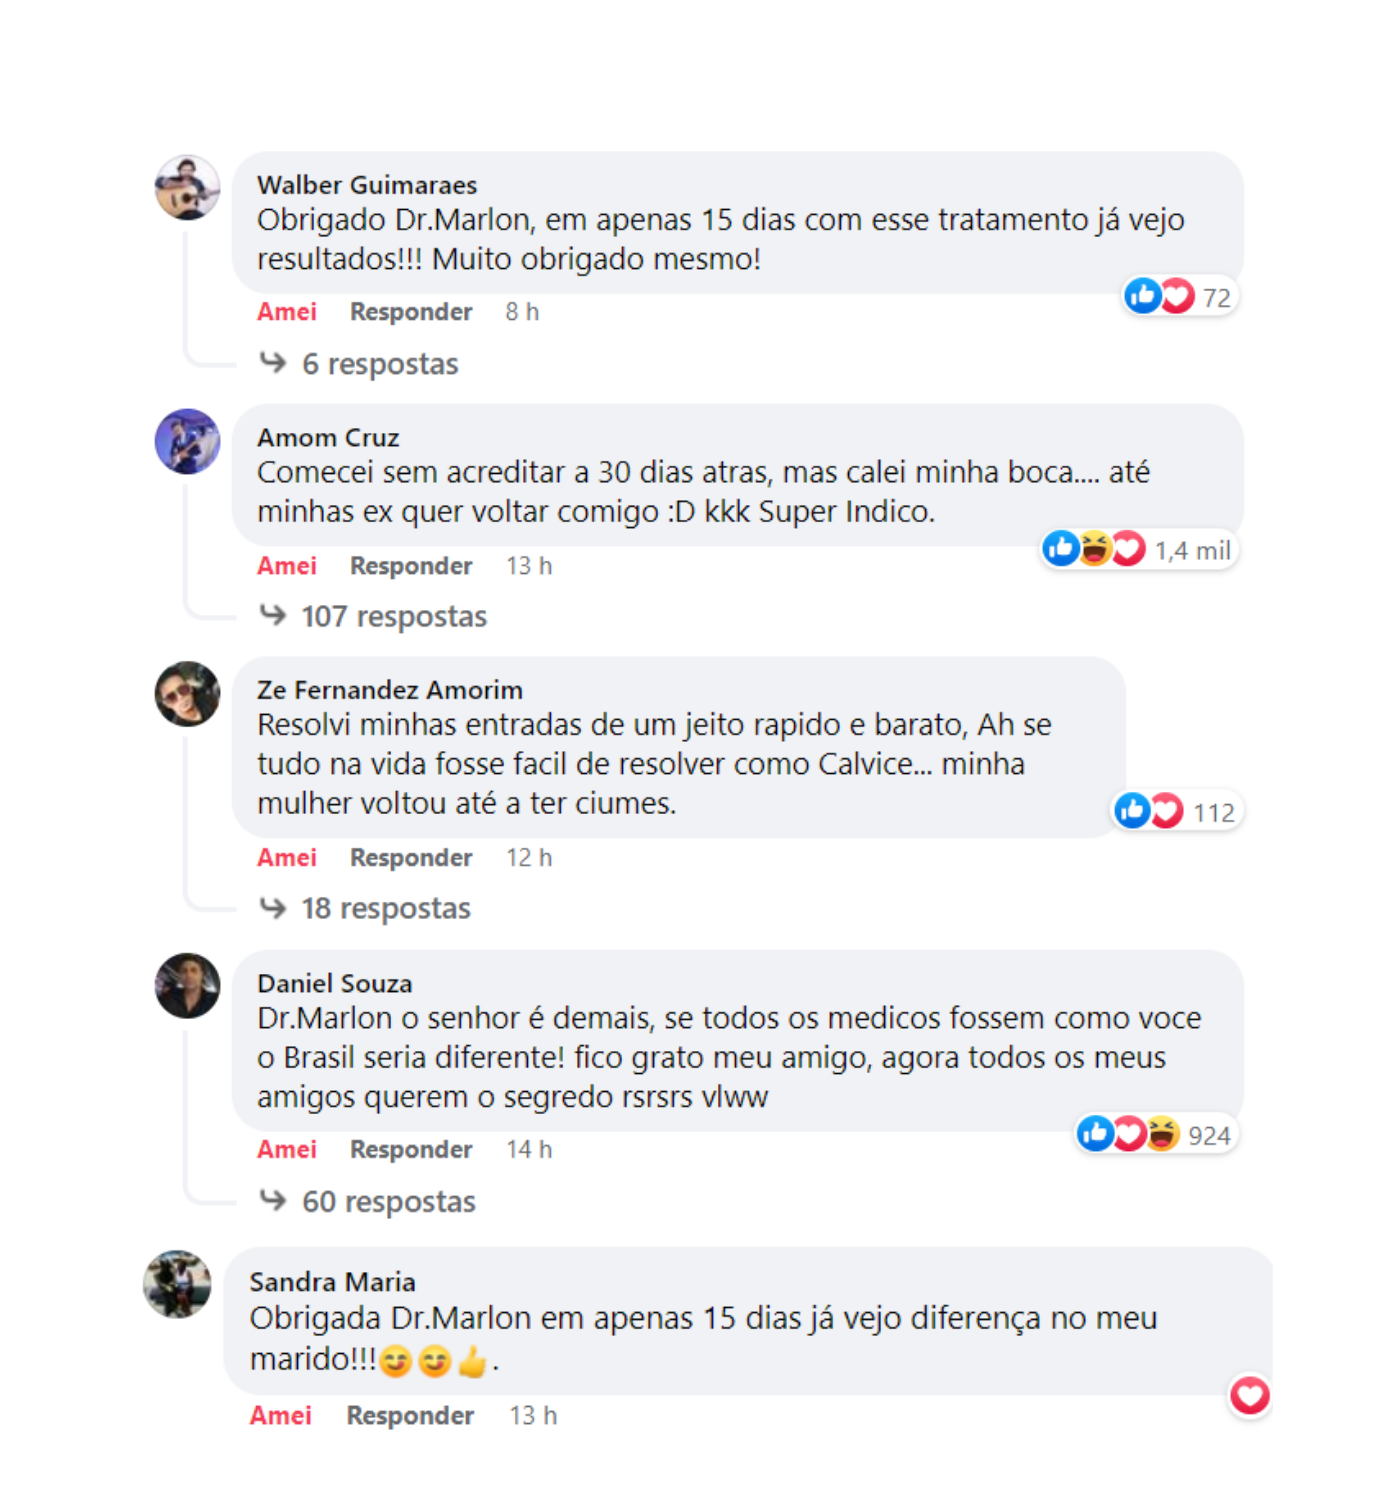 Walber Guimaraes
Obrigado Dr.Marlon, em apenas 15 dias com esse tratamento já vejo
resultados!!! Muito obrigado mesmo!
72
Amei Responder 8 h
6 respostas
Amom Cruz
Comecei sem acreditar a 30 dias atras, mas calei minha boca.... até
minhas ex quer voltar comigo :D kkk Super Indico.
1,4 mil
Amei Responder 13 h
107 respostas
Ze Fernandez Amorim
Resolvi minhas entradas de um jeito rapido e barato, Ah se
tudo na vida fosse facil de resolver como Calvice... minha
mulher voltou até a ter ciumes.
112
Amei Responder 12 h
18 respostas
Daniel Souza
Dr.Marlon o senhor é demais, se todos os medicos fossem como voce
o Brasil seria diferente! fico grato meu amigo, agora todos os meus
amigos querem o segredo rsrsrs vlww
924
Amei Responder 14 h
60 respostas
Sandra Maria
Obrigada Dr.Marlon em apenas 15 dias já vejo diferença no meu
marido!!!😋😋👍.
Amei Responder 13 h